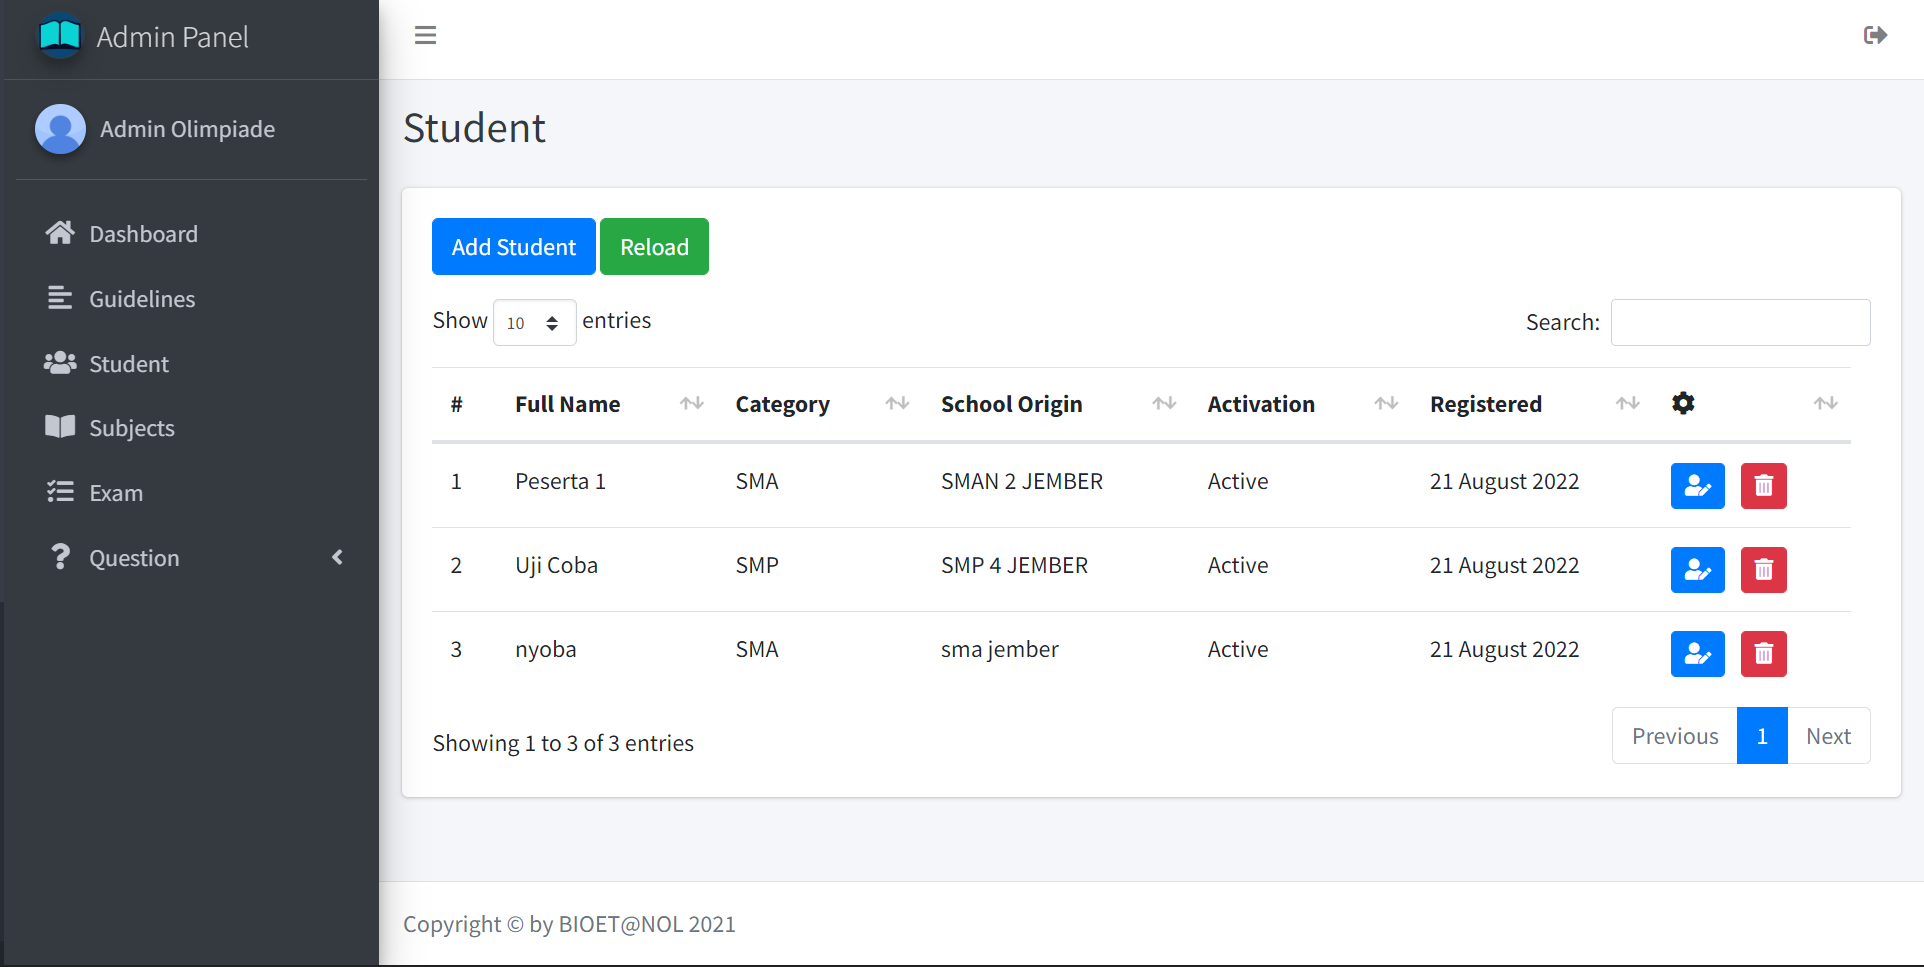 Admin Panel
Admin Olimpiade
Dashboard
Guidelines
Student
Subjects
Exam
Question
Student
Add Student Reload
Show 10 entries Search:
# Full Name Category School Origin Activation Registered
1 Peserta 1 SMA SMAN 2 JEMBER Active 21 August 2022
2 Uji Coba SMP SMP 4 JEMBER Active 21 August 2022
3 nyoba SMA sma jember Active 21 August 2022
Showing 1 to 3 of 3 entries Previous 1 Next
Copyright © by BIOET@NOL 2021